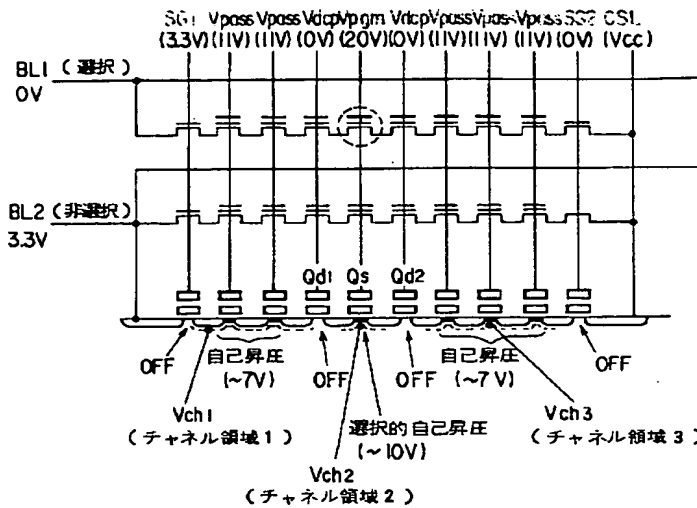 SG1 Vpass Vpass Vdcp Vpgm Vdcp Vpass Vpass Vpass SS2 CSL
(3.3V) (11V) (11V) (0V) (20V) (0V) (11V) (11V) (11V) (0V) (Vcc)
BL1 (選択)
0V
BL2 (非選択)
3.3V
Qd1 Qs Qd2
OFF 自己昇圧 OFF OFF 自己昇圧 OFF
(~7V) (~7V)
Vch1 選択的自己昇圧 Vch3
(チャネル領域1) (~10V) (チャネル領域3)
Vch2
(チャネル領域2)